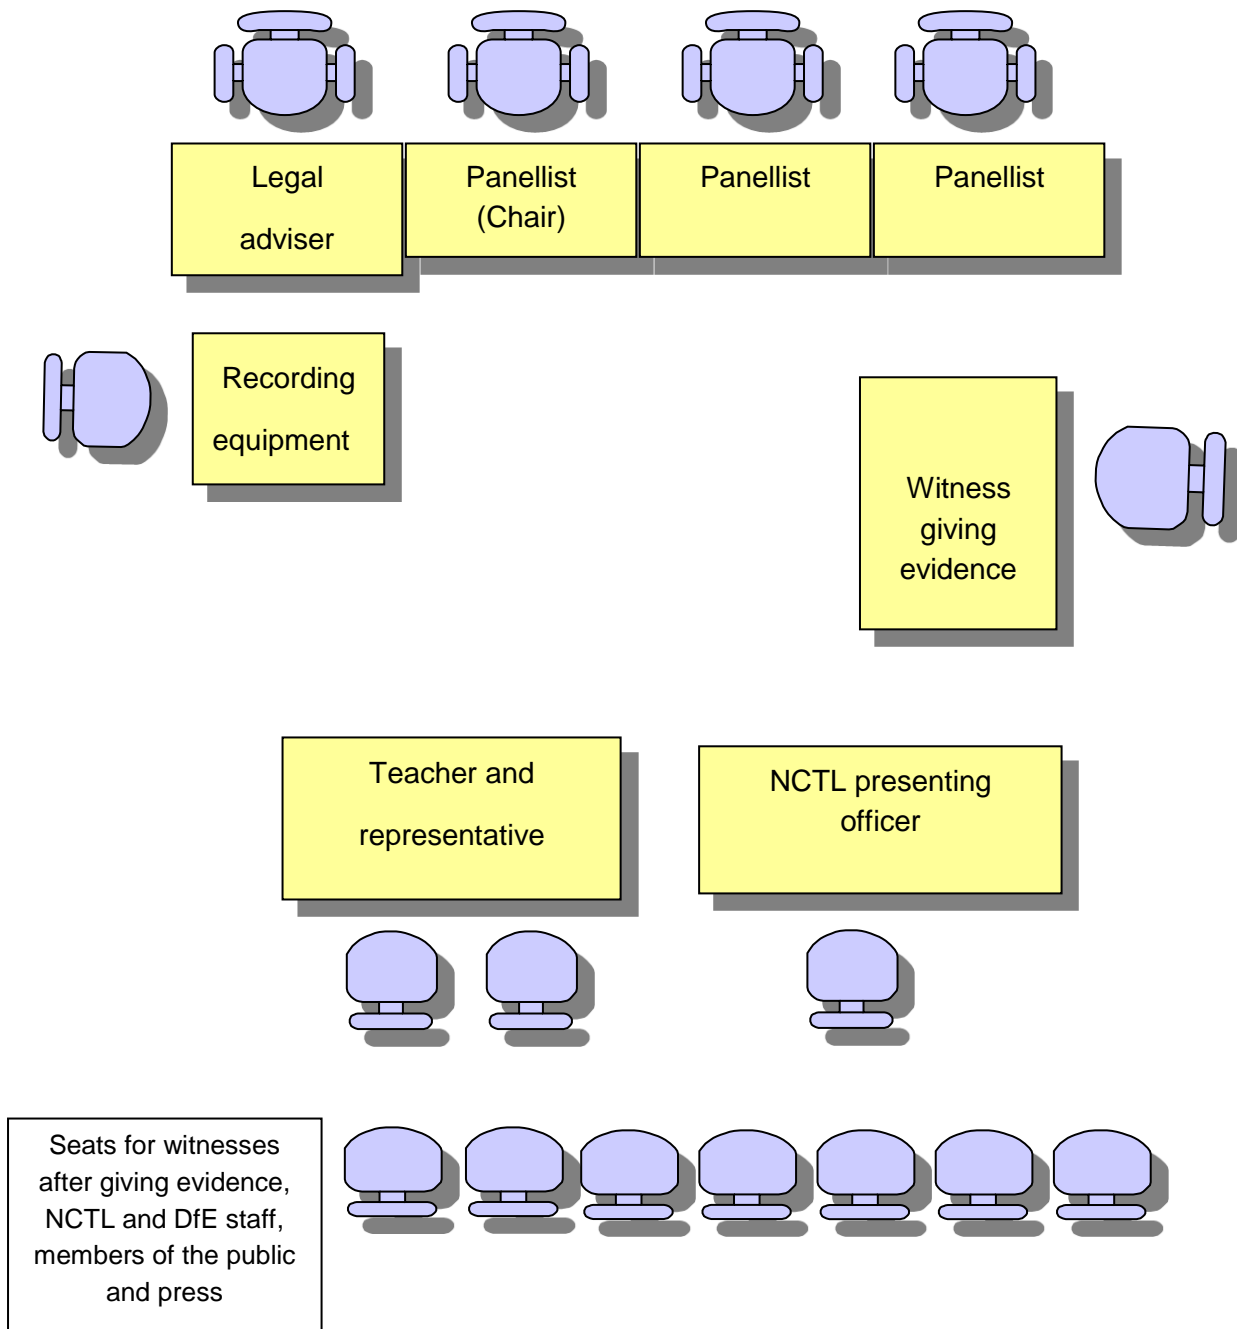 Legal
adviser
Panellist
(Chair)
Panellist
Panellist
Recording
equipment
Witness
giving
evidence
Teacher and
representative
NCTL presenting
officer
Seats for witnesses
after giving evidence,
NCTL and DfE staff,
members of the public
and press